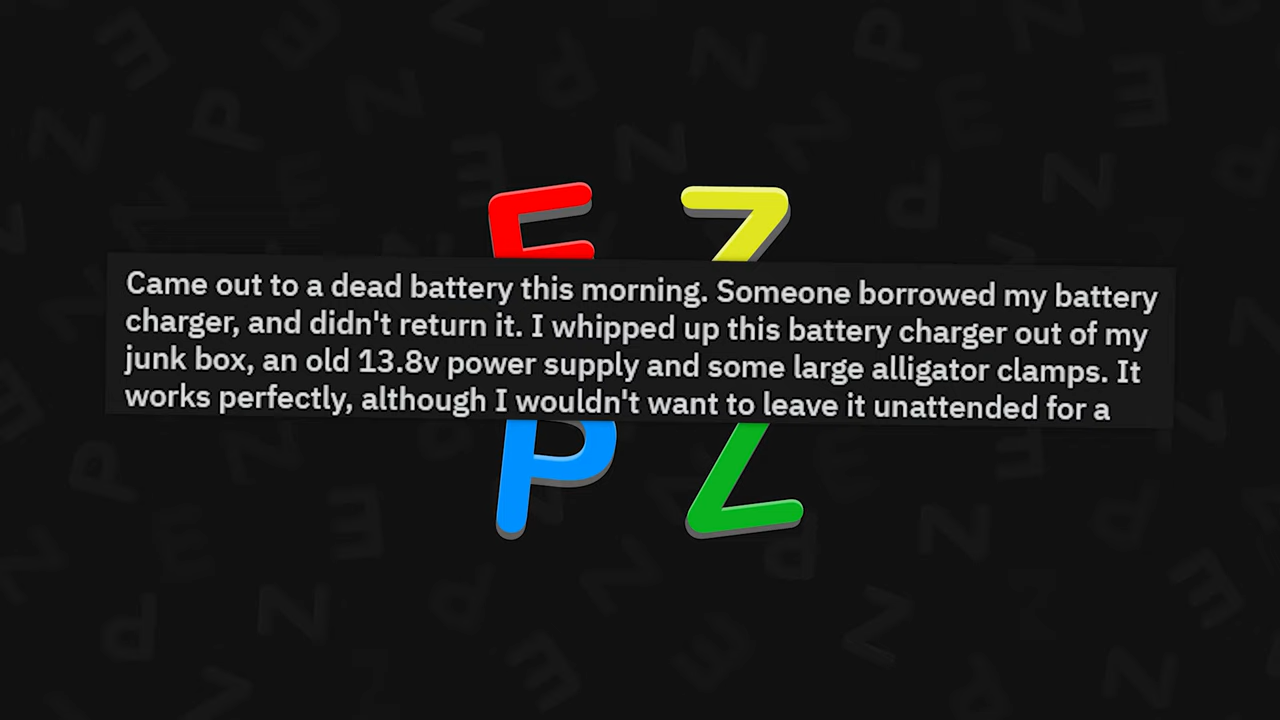 E Z
Came out to a dead battery this morning. Someone borrowed my battery
charger, and didn't return it. I whipped up this battery charger out of my
junk box, an old 13.8v power supply and some large alligator clamps. It
works perfectly, although I wouldn't want to leave it unattended for a
P Z